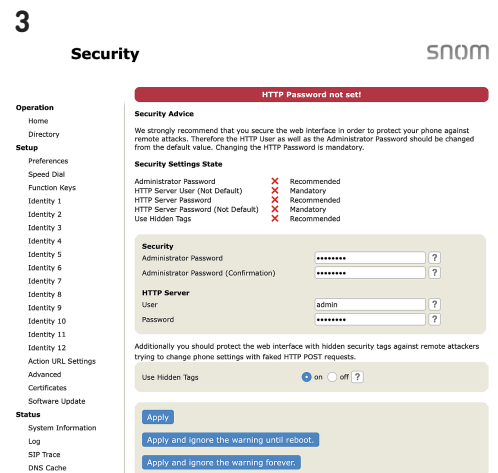 3
Security
snom
HTTP Password not set!
Operation
Home
Directory
Setup
Preferences
Speed Dial
Function Keys
Identity 1
Identity 2
Identity 3
Identity 4
Identity 5
Identity 6
Identity 7
Identity 8
Identity 9
Identity 10
Identity 11
Identity 12
Action URL Settings
Advanced
Certificates
Software Update
Status
System Information
Log
SIP Trace
DNS Cache
Security Advice
We strongly recommend that you secure the web interface in order to protect your phone against
remote attacks. Therefore the HTTP User as well as the Administrator Password should be changed
from the default value. Changing the HTTP Password is mandatory.
Security Settings State
Administrator Password Recommended
HTTP Server User (Not Default) Mandatory
HTTP Server Password Recommended
HTTP Server Password (Not Default) Mandatory
Use Hidden Tags Recommended
Security
Administrator Password •••••••• ?
Administrator Password (Confirmation) •••••••• ?
HTTP Server
User admin ?
Password •••••••• ?
Additionally you should protect the web interface with hidden security tags against remote attackers
trying to change phone settings with faked HTTP POST requests.
Use Hidden Tags on off ?
Apply
Apply and ignore the warning until reboot.
Apply and ignore the warning forever.